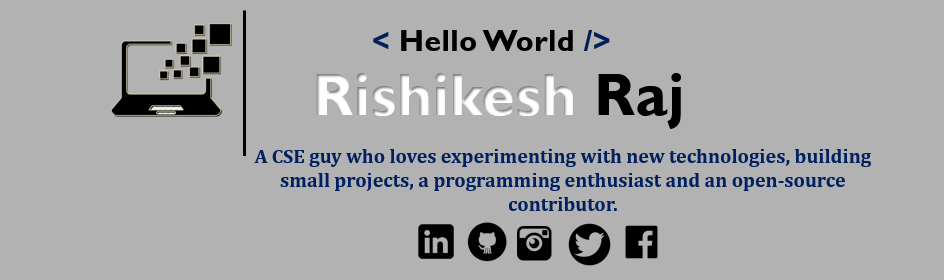 < Hello World />
Rishikesh Raj
A CSE guy who loves experimenting with new technologies, building
small projects, a programming enthusiast and an open-source
contributor.
in